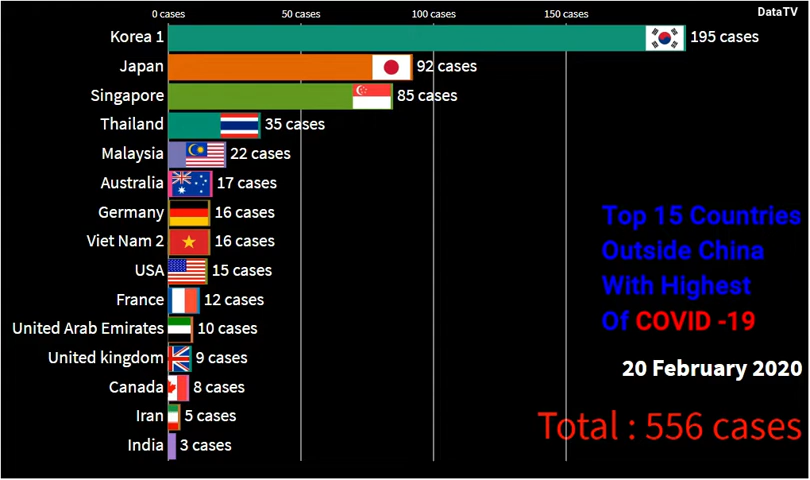 0 cases 50 cases 100 cases 150 cases DataTV
Korea 1 195 cases
Japan 92 cases
Singapore 85 cases
Thailand 35 cases
Malaysia 22 cases
Australia 17 cases
Germany 16 cases
Viet Nam 2 16 cases
USA 15 cases
France 12 cases
United Arab Emirates 10 cases
United kingdom 9 cases
Canada 8 cases
Iran 5 cases
India 3 cases
Top 15 Countries
Outside China
With Highest
Of COVID -19
20 February 2020
Total : 556 cases